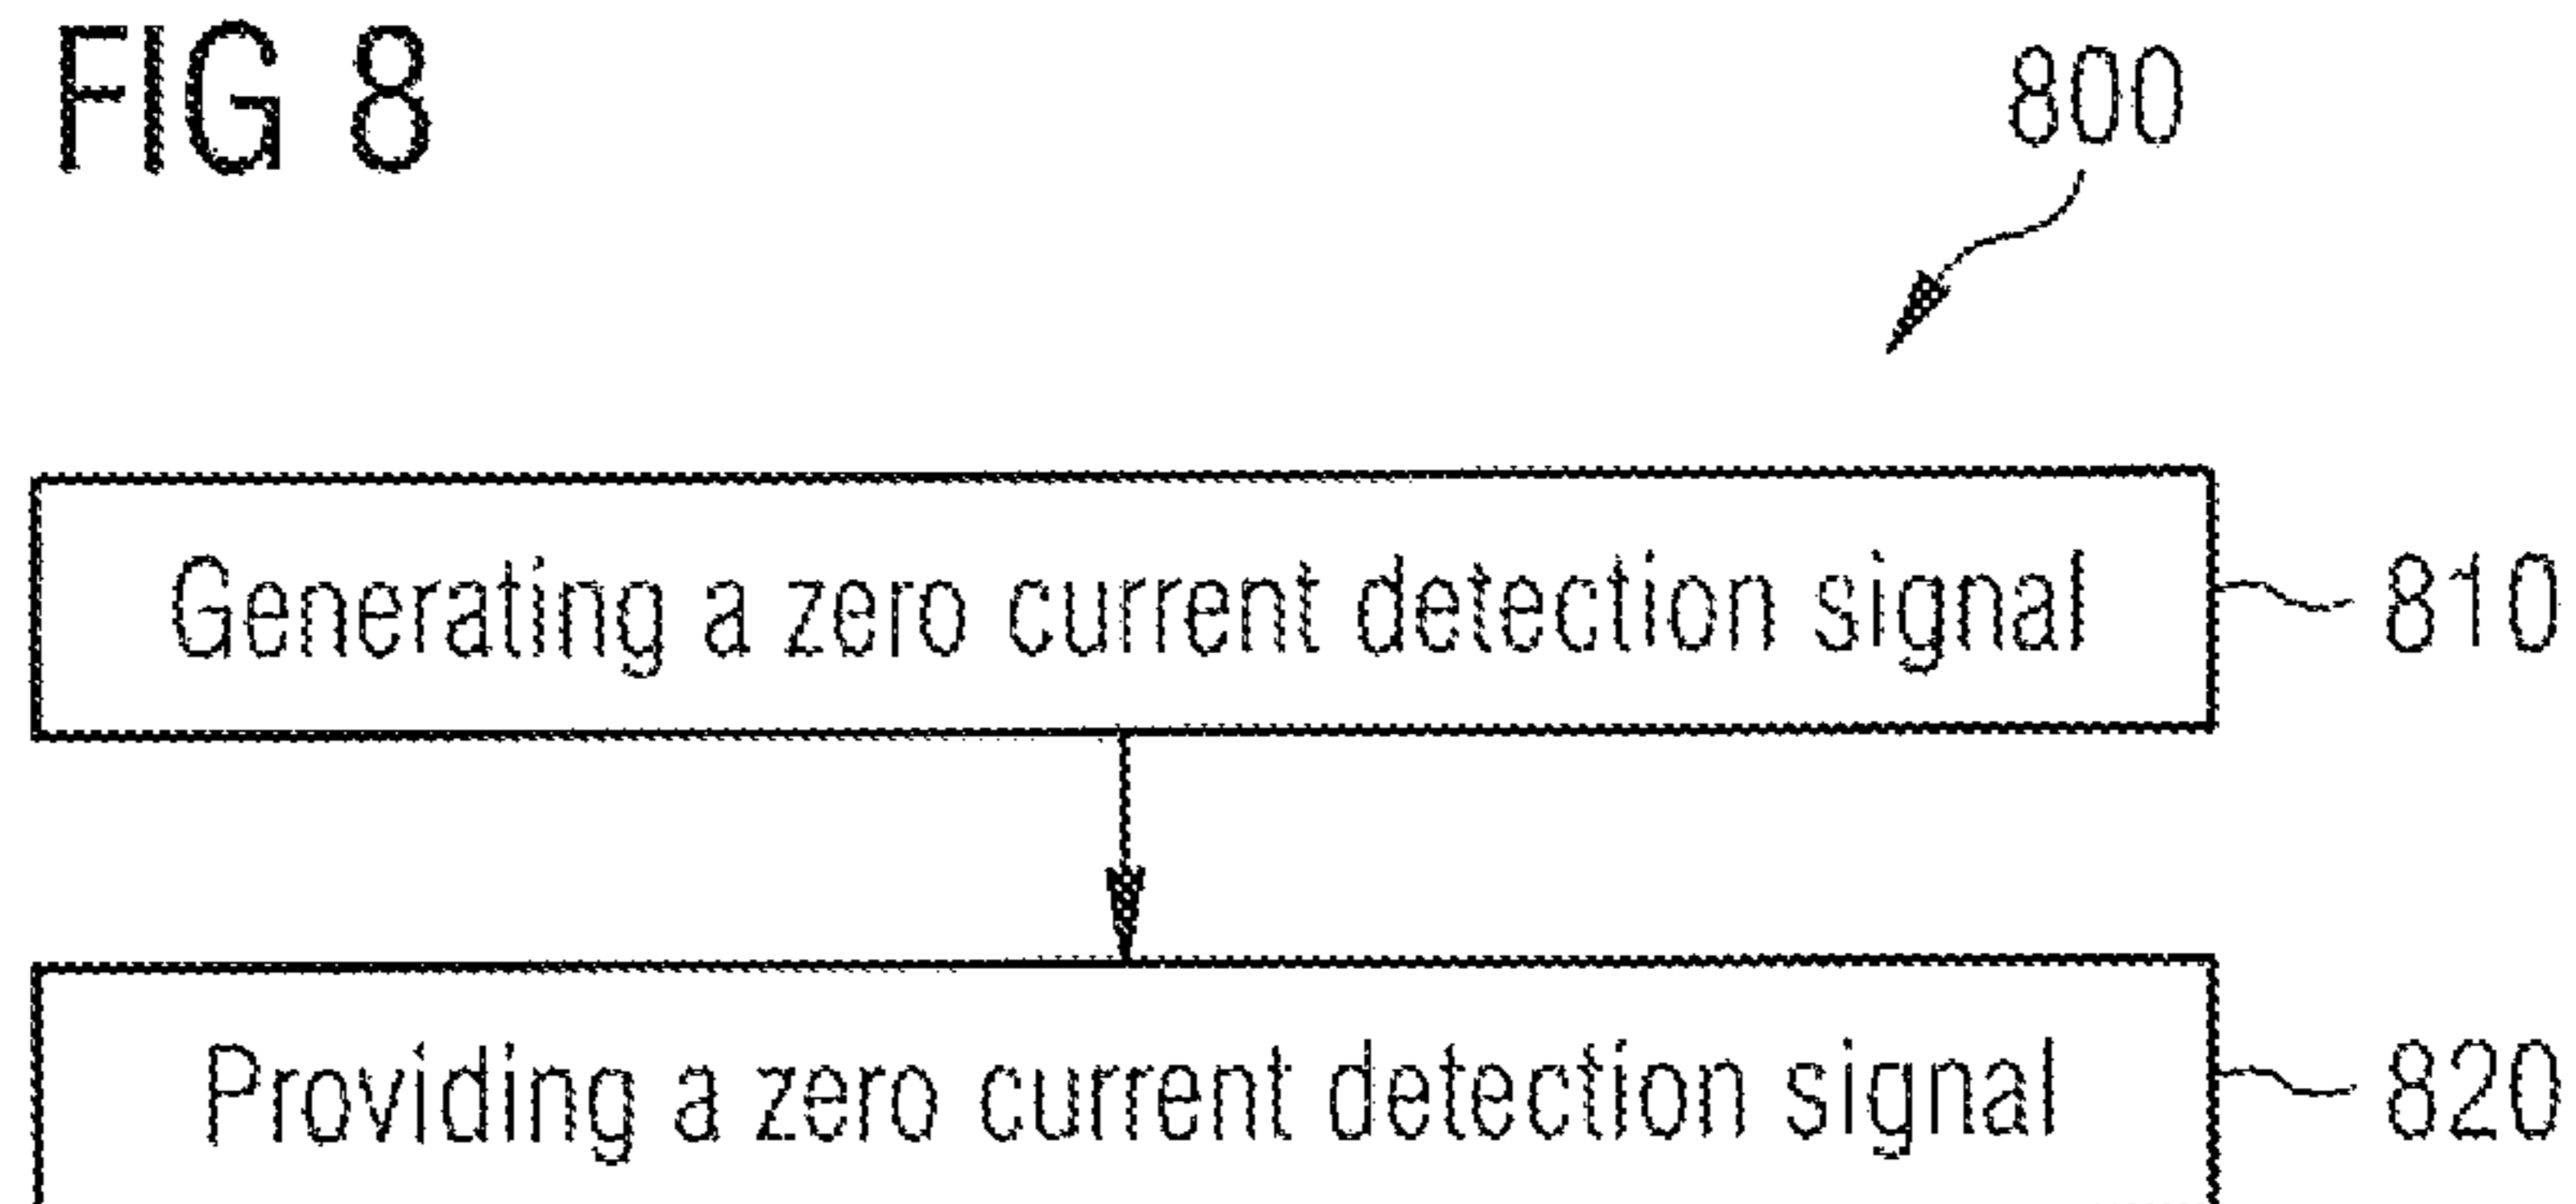 FIG 8
800
Generating a zero current detection signal
810
Providing a zero current detection signal
820